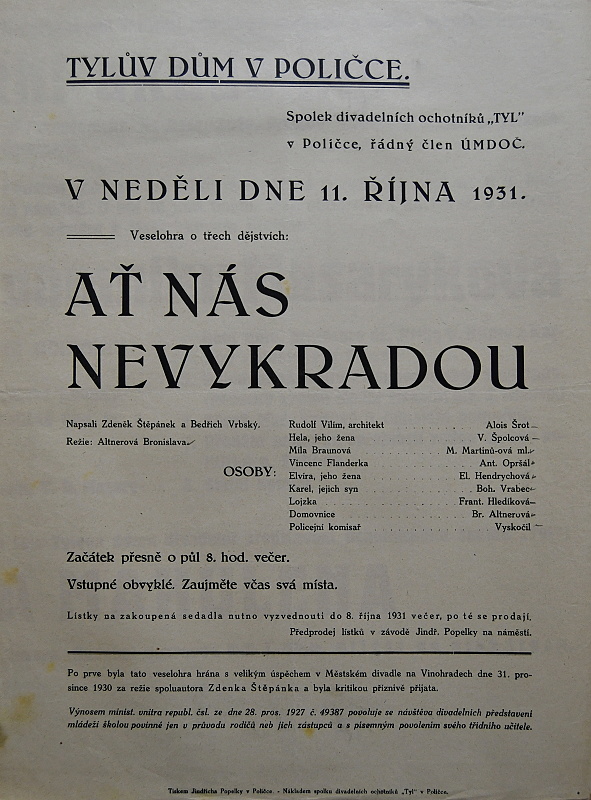 TYLŮV DŮM V POLIČCE.
Spolek divadelních ochotníků „TYL"
v Poličce, řádný člen ÚMDOČ.
V NEDĚLI DNE 11. ŘÍJNA 1931.
Veselohra o třech dějstvích:
AŤ NÁS
NEVYKRADOU
Napsali Zdeněk Štěpánek a Bedřich Vrbský.
Režie: Altnerová Bronislava.
OSOBY:
Rudolf Vilím, architekt . . . . . . . . Alois Šrot
Hela, jeho žena . . . . . . . . V. Špolcová
Míla Braunová . . . . . . . . M. Martinů-ová ml.
Vincenc Flanderka . . . . . . . . Ant. Opršál
Elvíra, jeho žena . . . . . . . . El. Hendrychová
Karel, jejich syn . . . . . . . . Boh. Vrabec
Lojzka . . . . . . . . Frant. Hledíková
Domovnice . . . . . . . . Br. Altnerová
Policejní komisař . . . . . . . . Vyskočil
Začátek přesně o půl 8. hod. večer.
Vstupné obvyklé. Zaujměte včas svá místa.
Lístky na zakoupená sedadla nutno vyzvednouti do 8. října 1931 večer, po té se prodají.
Předprodej lístků v závodě Jindř. Popelky na náměstí.
Po prve byla tato veselohra hrána s velikým úspěchem v Městském divadle na Vinohradech dne 31. pro-
since 1930 za režie spoluautora Zdenka Štěpánka a byla kritikou příznivě přijata.
Výnosem minist. vnitra republ. čsl. ze dne 28. pros. 1927 č. 49387 povoluje se návštěva divadelních představení
mládeži školou povinné jen v průvodu rodičů neb jich zástupců a s písemným povolením svého třídního učitele.
Tiskem Jindřicha Popelky v Poličce. - Nákladem spolku divadelních ochotníků „Tyl" v Poličce.